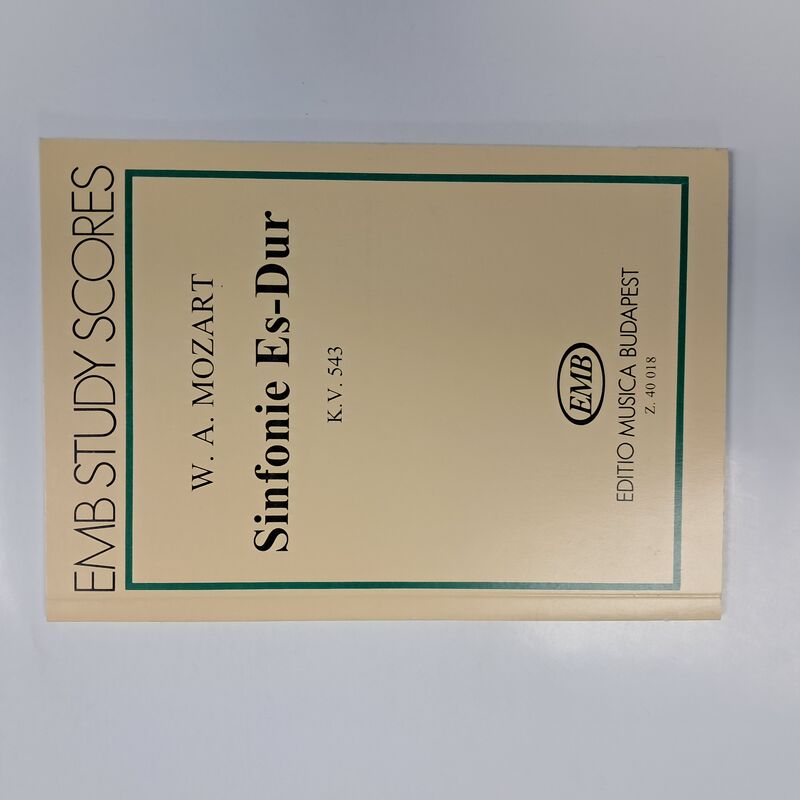 EMB STUDY SCORES
W. A. MOZART
Sinfonie Es-Dur
K.V. 543
EMB
EDITIO MUSICA BUDAPEST
Z. 40 018